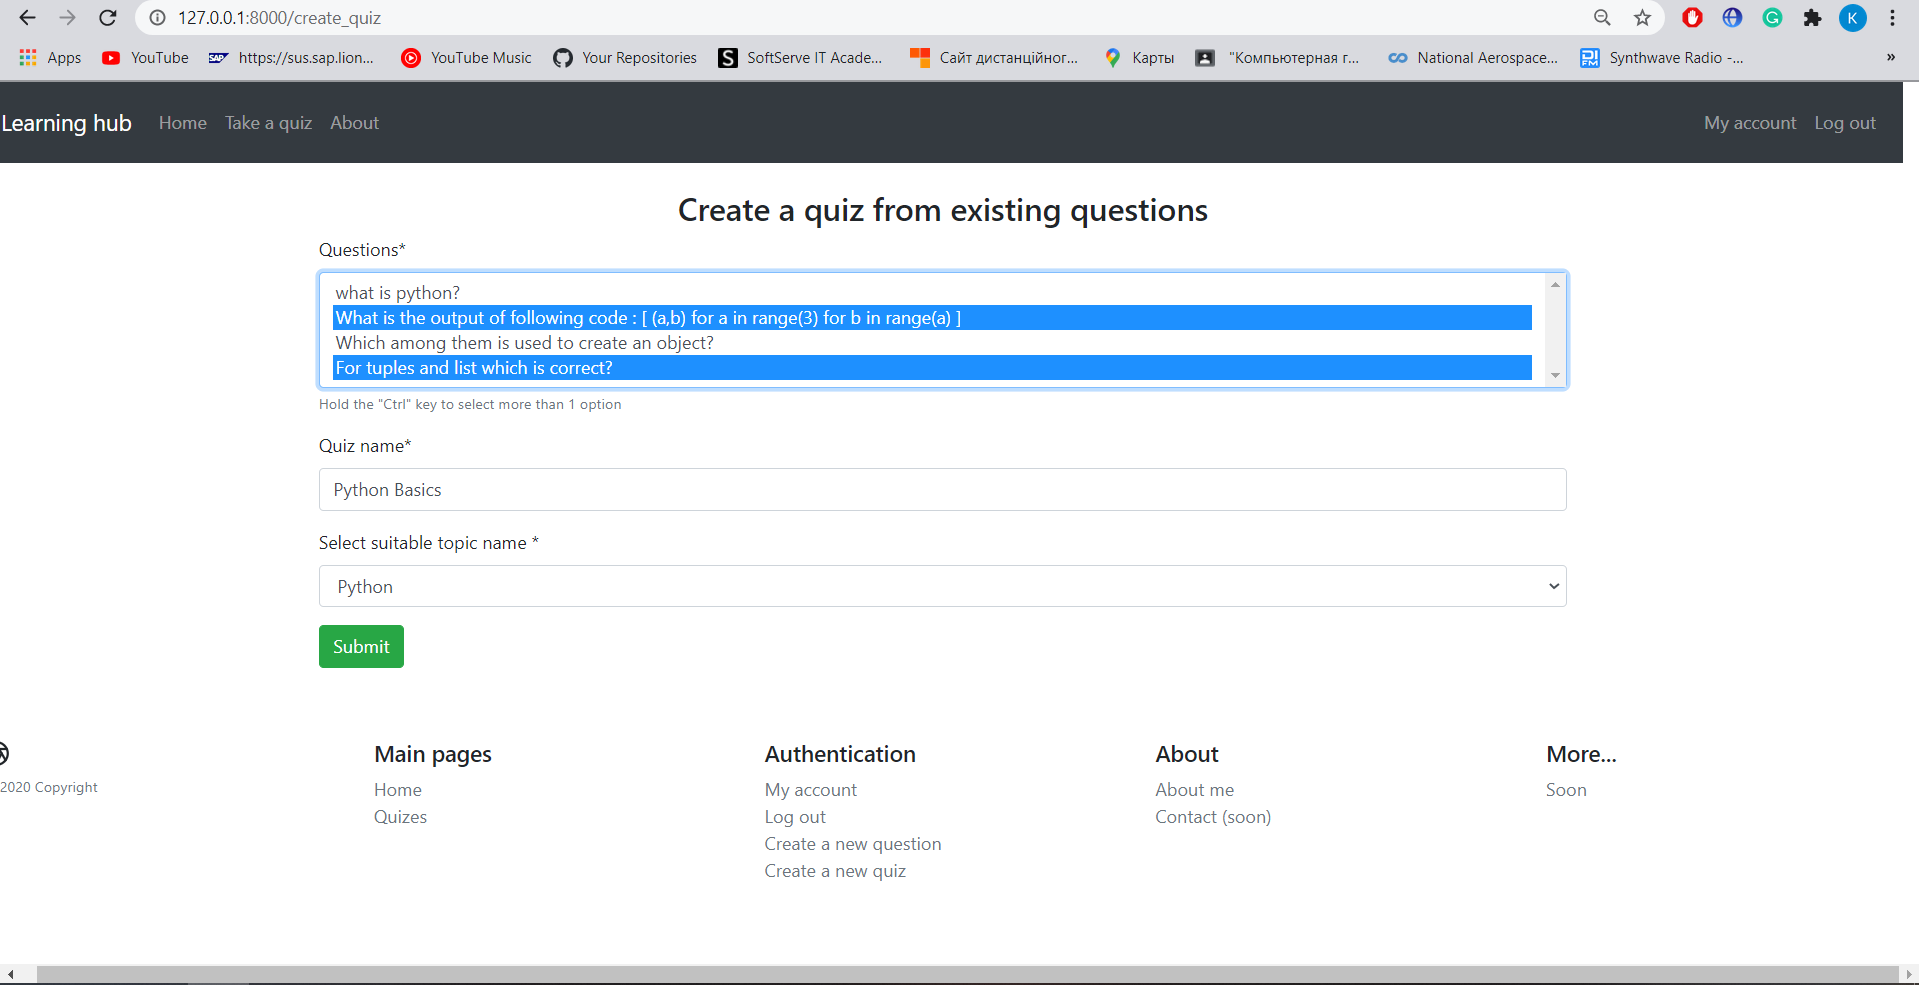 127.0.0.1:8000/create_quiz
K
Apps YouTube SAP https://sus.sap.lion... YouTube Music Your Repositories S SoftServe IT Acade... Сайт дистанційног... Карты "Компьютерная г... National Aerospace... DI FM Synthwave Radio -... »
Learning hub Home Take a quiz About My account Log out
Create a quiz from existing questions
Questions*
what is python?
What is the output of following code : [ (a,b) for a in range(3) for b in range(a) ]
Which among them is used to create an object?
For tuples and list which is correct?
Hold the "Ctrl" key to select more than 1 option
Quiz name*
Python Basics
Select suitable topic name *
Python
Submit
2020 Copyright
Main pages
Home
Quizes
Authentication
My account
Log out
Create a new question
Create a new quiz
About
About me
Contact (soon)
More...
Soon